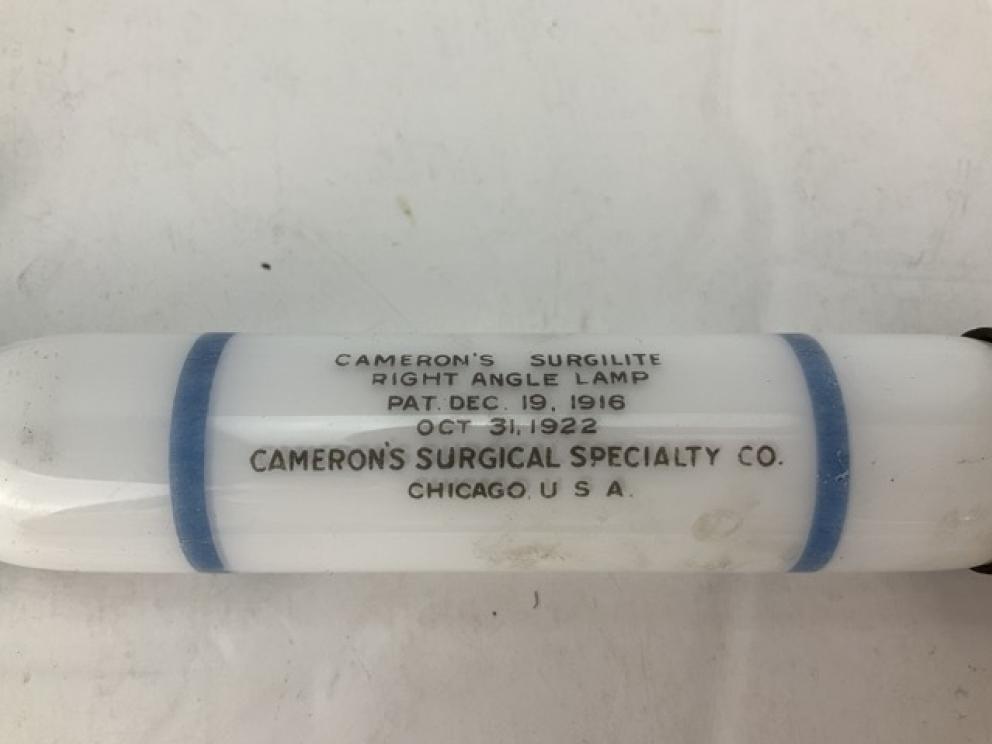 CAMERON'S SURGILITE
RIGHT ANGLE LAMP
PAT. DEC. 19, 1916
OCT 31, 1922
CAMERON'S SURGICAL SPECIALTY CO.
CHICAGO, U S A.